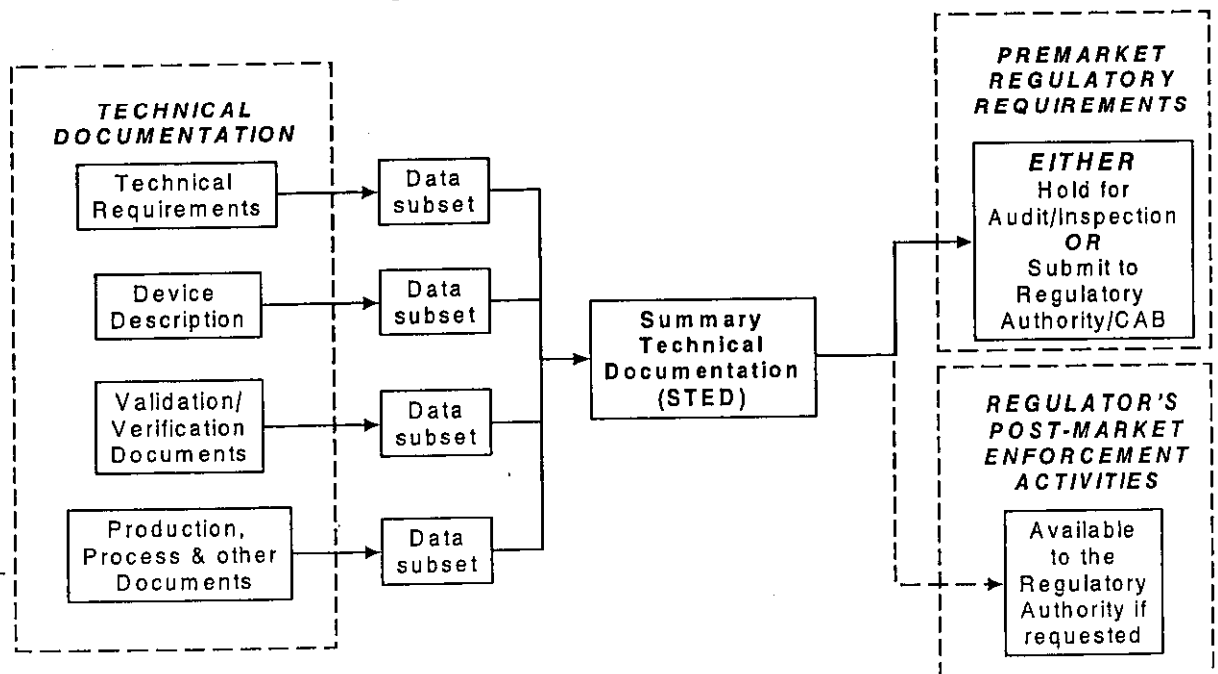 TECHNICAL
DOCUMENTATION
Technical
Requirements
Data
subset
Device
Description
Data
subset
Validation/
Verification
Documents
Data
subset
Production,
Process & other
Documents
Data
subset
Summary
Technical
Documentation
(STED)
PREMARKET
REGULATORY
REQUIREMENTS
EITHER
Hold for
Audit/Inspection
OR
Submit to
Regulatory
Authority/CAB
REGULATOR'S
POST-MARKET
ENFORCEMENT
ACTIVITIES
Available
to the
Regulatory
Authority if
requested